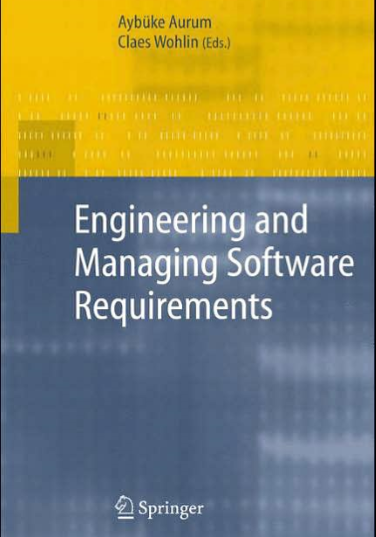 Aybüke Aurum
Claes Wohlin (Eds.)
Engineering and
Managing Software
Requirements
Springer